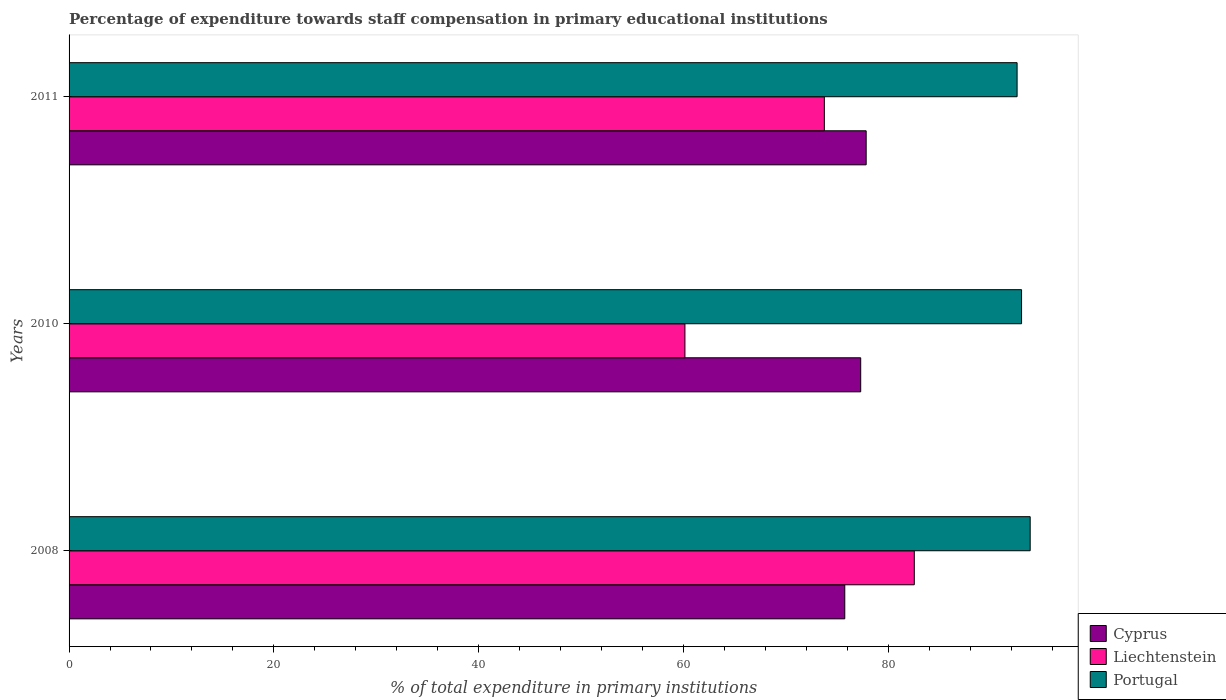 Percentage of expenditure towards staff compensation in primary educational institutions
2011
2010
2008
Years
0
20
40
60
80
% of total expenditure in primary institutions
Cyprus
Liechtenstein
Portugal